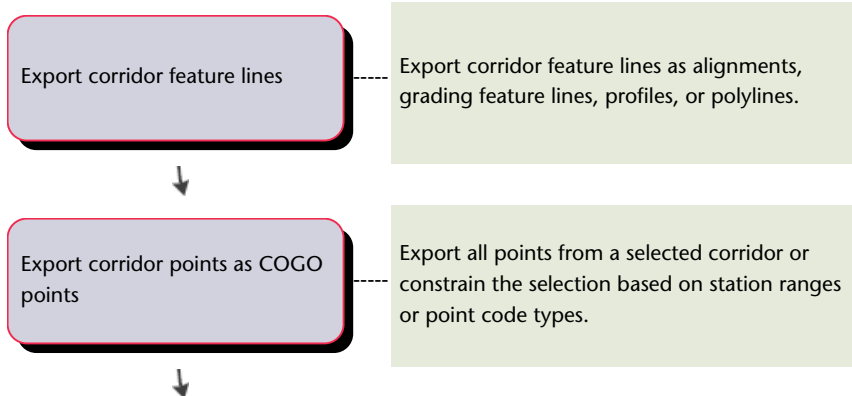 Export corridor feature lines
Export corridor feature lines as alignments,
grading feature lines, profiles, or polylines.
Export corridor points as COGO
points
Export all points from a selected corridor or
constrain the selection based on station ranges
or point code types.